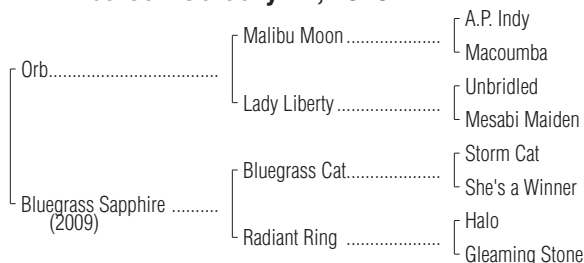 A.P. Indy
Malibu Moon
Macoumba
Orb
Unbridled
Lady Liberty
Mesabi Maiden
Storm Cat
Bluegrass Cat
She's a Winner
Bluegrass Sapphire
(2009)
Halo
Radiant Ring
Gleaming Stone